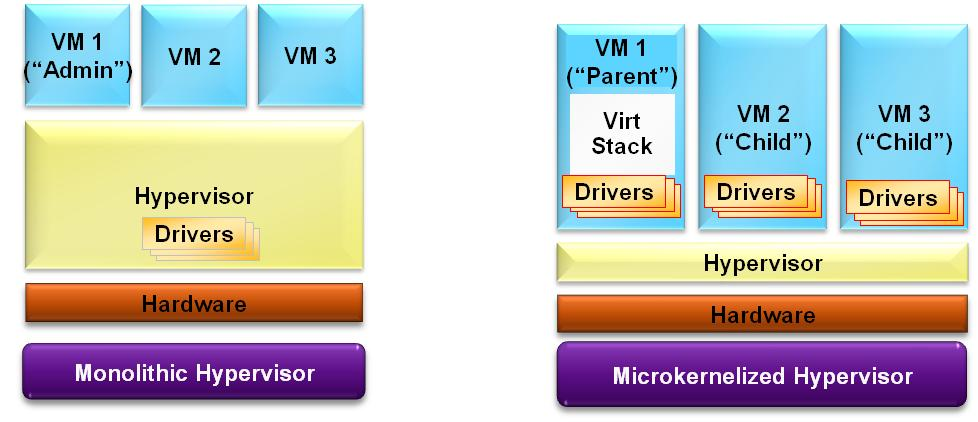 VM 1
(“Admin”)
VM 2
VM 3
Hypervisor
Drivers
Hardware
Monolithic Hypervisor
VM 1
(“Parent”)
Virt
Stack
Drivers
VM 2
(“Child”)
Drivers
VM 3
(“Child”)
Drivers
Hypervisor
Hardware
Microkernelized Hypervisor